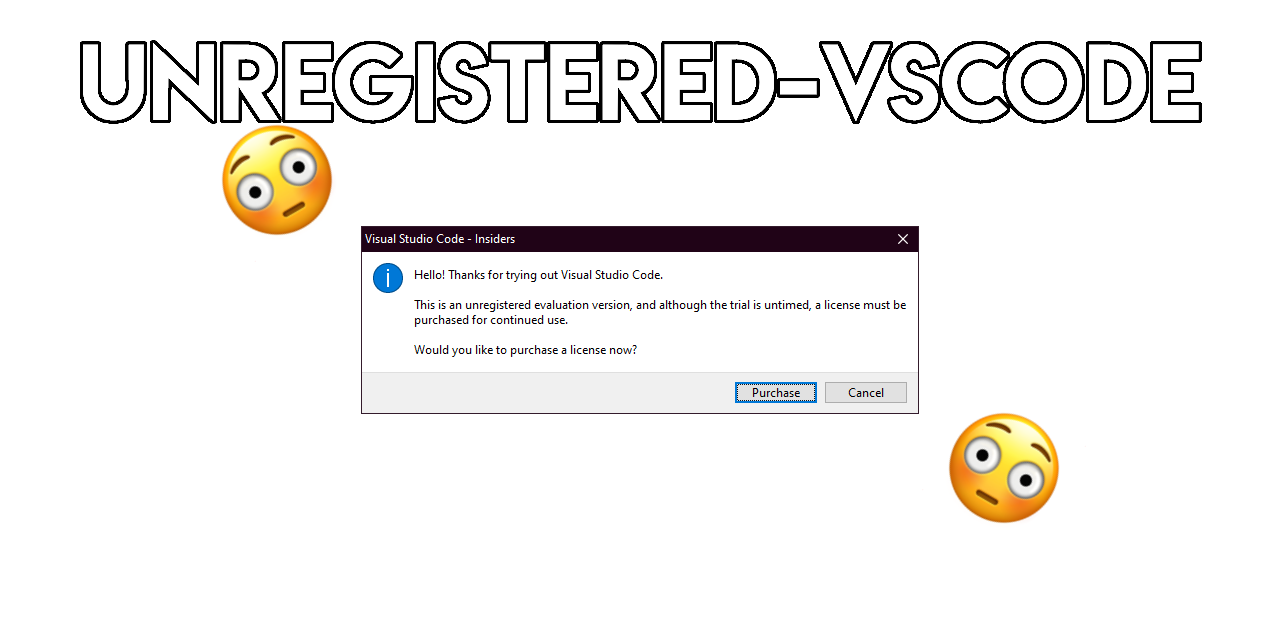 UNREGISTERED-VSCODE
Visual Studio Code - Insiders
Hello! Thanks for trying out Visual Studio Code.
This is an unregistered evaluation version, and although the trial is untimed, a license must be
purchased for continued use.
Would you like to purchase a license now?
Purchase Cancel